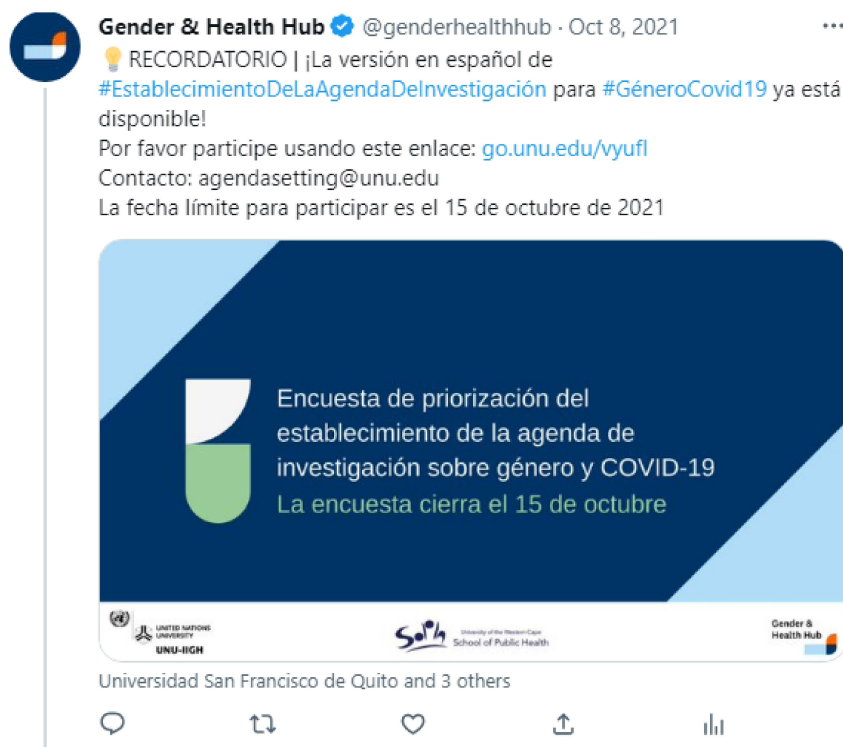 Gender & Health Hub @genderhealthhub · Oct 8, 2021
RECORDATORIO | ¡La versión en español de
#EstablecimientoDeLaAgendaDeInvestigación para #GéneroCovid19 ya está
disponible!
Por favor participe usando este enlace: go.unu.edu/vyufl
Contacto: agendasetting@unu.edu
La fecha límite para participar es el 15 de octubre de 2021
Encuesta de priorización del
establecimiento de la agenda de
investigación sobre género y COVID-19
La encuesta cierra el 15 de octubre
UNITED NATIONS
UNIVERSITY
UNU-IIGH
SoPH
University of the Western Cape
School of Public Health
Gender &
Health Hub
Universidad San Francisco de Quito and 3 others